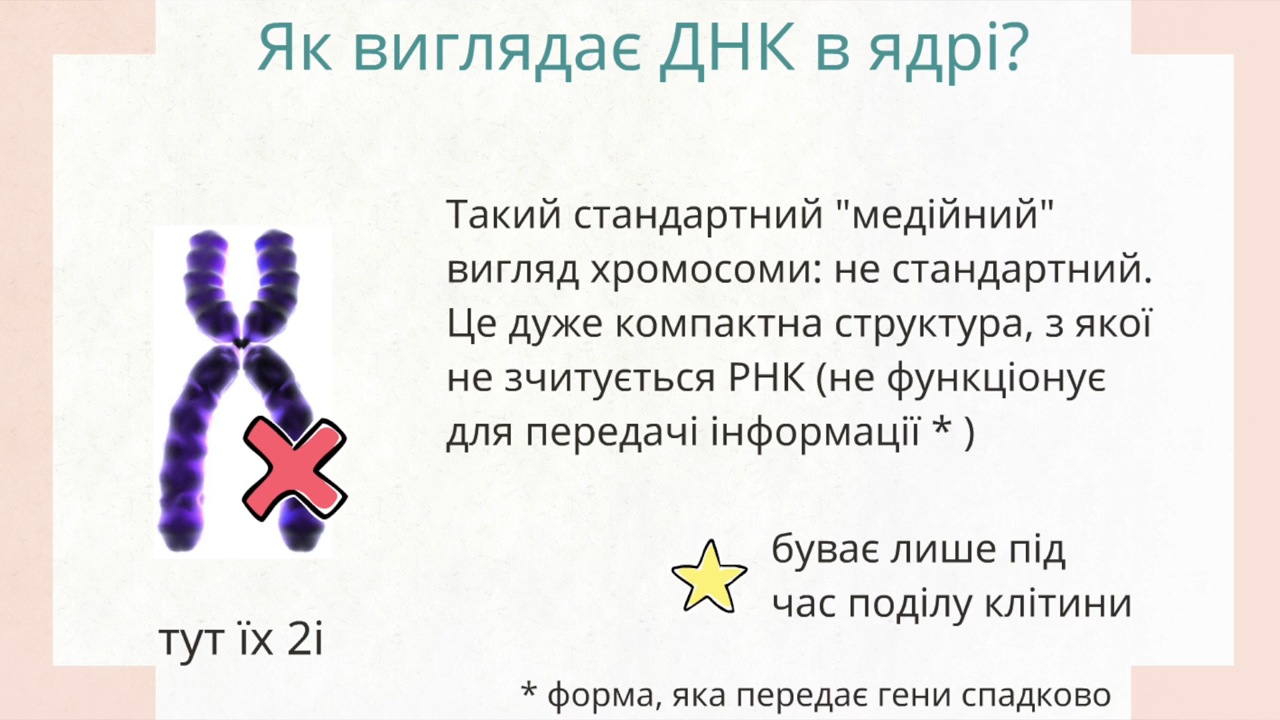 Як виглядає ДНК в ядрі?
Такий стандартний "медійний"
вигляд хромосоми: не стандартний.
Це дуже компактна структура, з якої
не зчитується РНК (не функціонує
для передачі інформації * )
буває лише під
час поділу клітини
тут їх 2і
* форма, яка передає гени спадково